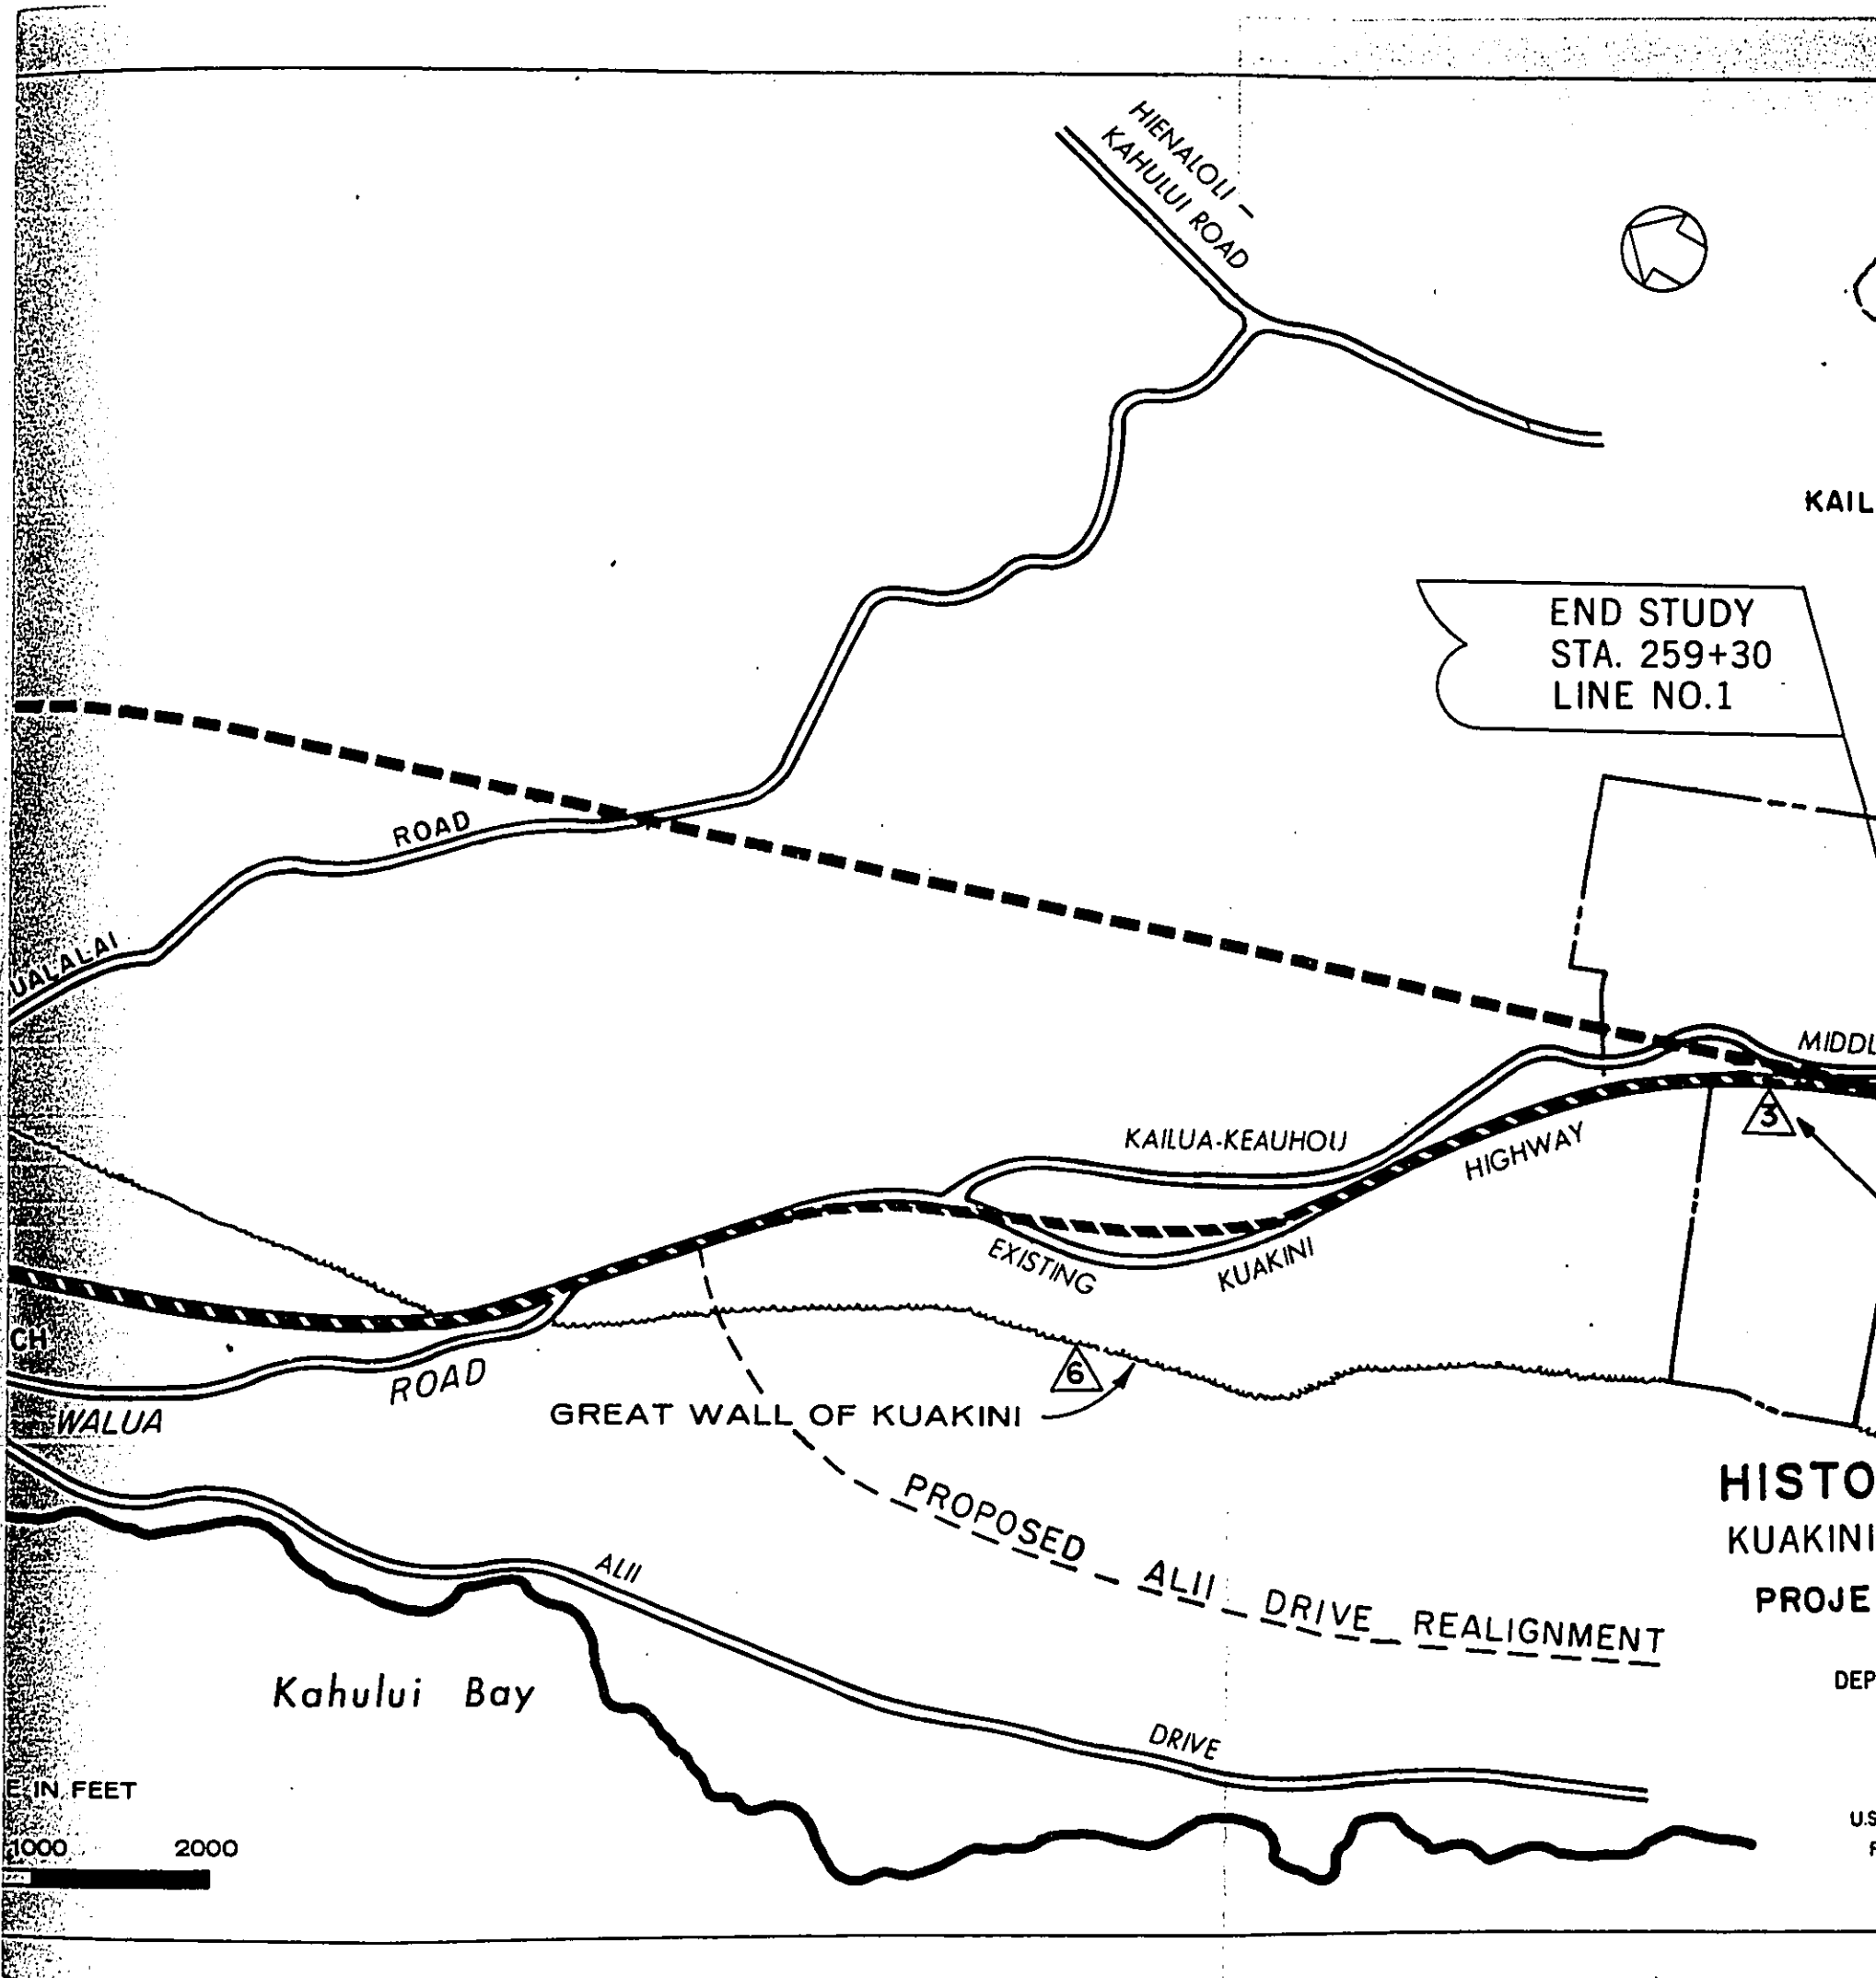 HIENALOLI –
KAHULUI ROAD
KAIL
END STUDY
STA. 259+30
LINE NO.1
ROAD
UALALAI
MIDDL
3
KAILUA-KEAUHOU
HIGHWAY
EXISTING
KUAKINI
CH
ROAD
WALUA
6
GREAT WALL OF KUAKINI
PROPOSED ALII DRIVE REALIGNMENT
HISTO
KUAKINI
PROJE
ALII
DRIVE
DEP
Kahului Bay
E IN FEET
1000 2000
U.S
F